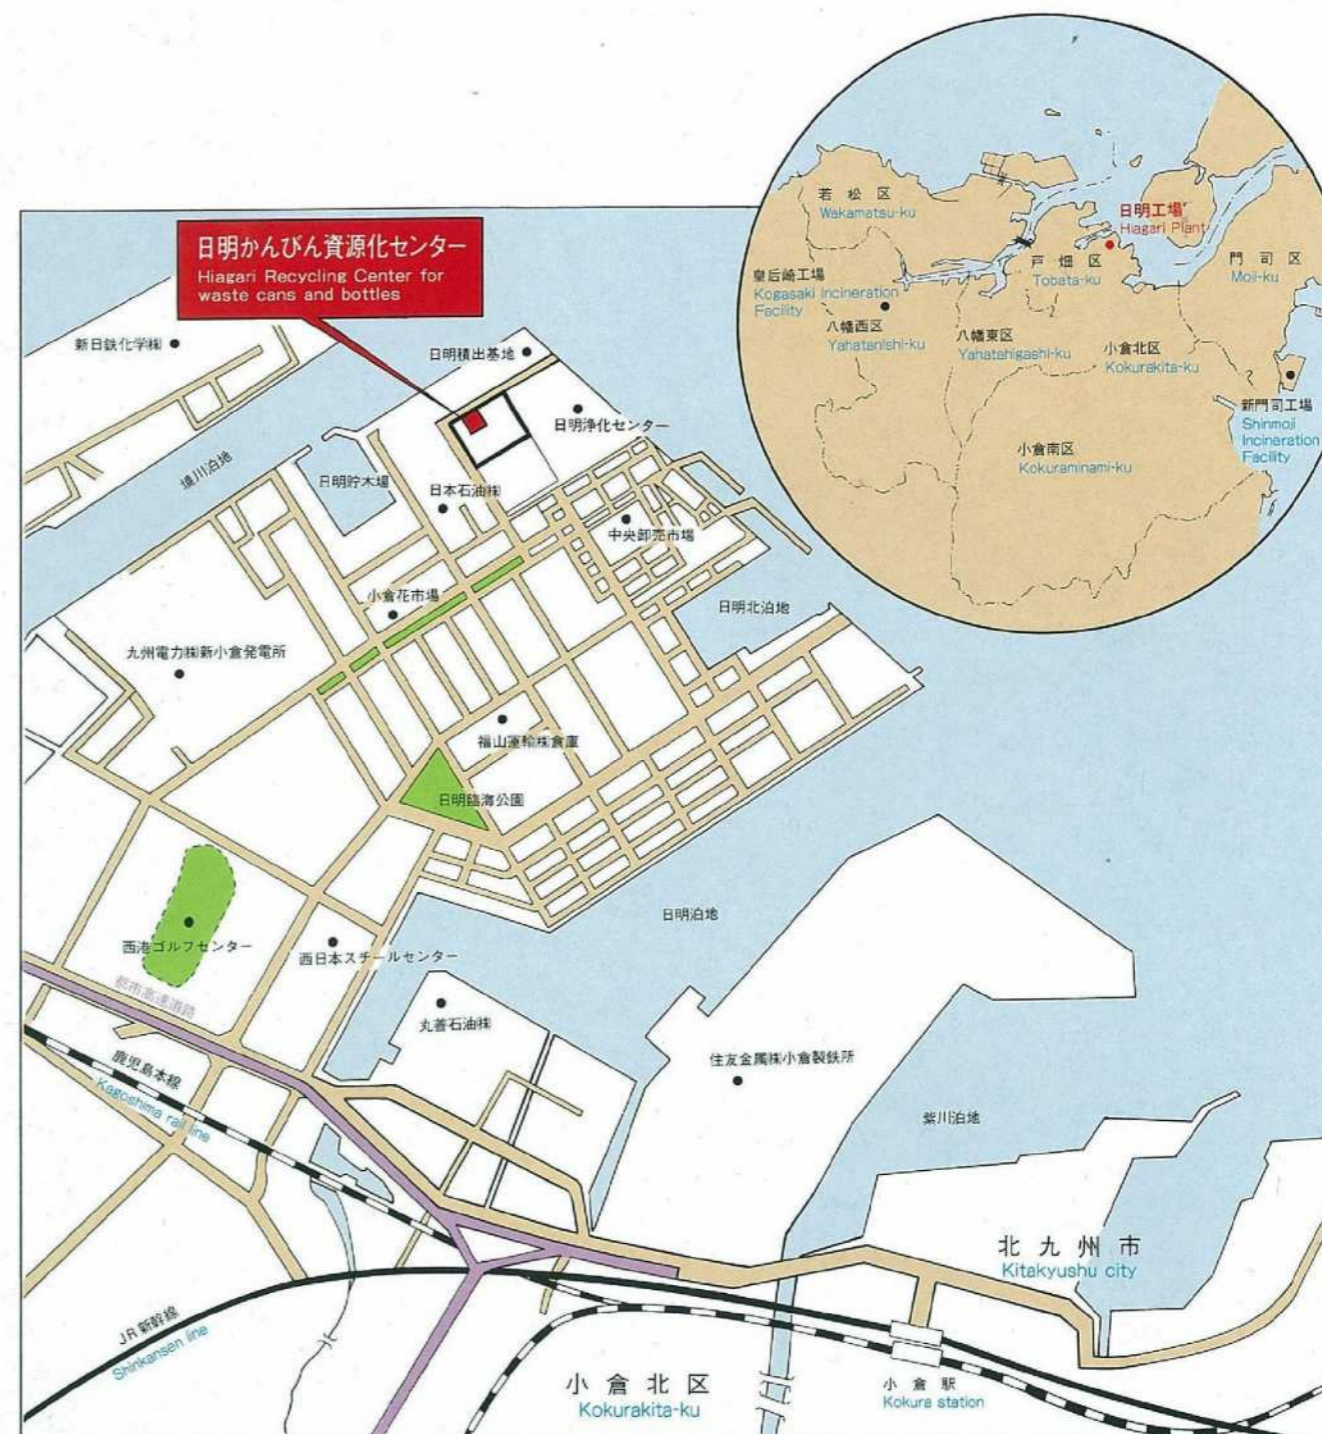 日明かんびん資源化センター
Hiagari Recycling Center for
waste cans and bottles
若松区
Wakamatsu-ku
日明工場
Hiagari Plant
戸畑区
Tobata-ku
門司区
Moji-ku
皇后崎工場
Kogasaki Incineration
Facility
八幡西区
Yahatanishi-ku
八幡東区
Yahatahigashi-ku
小倉北区
Kokurakita-ku
新門司工場
Shinmoji
Incineration
Facility
小倉南区
Kokuraminami-ku
新日鉄化学㈱
日明積出基地
日明浄化センター
境川泊地
日明貯木場
日本石油㈱
中央卸売市場
小倉花市場
日明北泊地
九州電力㈱新小倉発電所
福山運輸㈱倉庫
日明臨海公園
日明泊地
西港ゴルフセンター
西日本スチールセンター
都市高速道路
丸善石油㈱
鹿児島本線
Kagoshima rail line
住友金属㈱小倉製鉄所
紫川泊地
北九州市
Kitakyushu city
JR新幹線
Shinkansen line
小倉北区
Kokurakita-ku
小倉駅
Kokura station